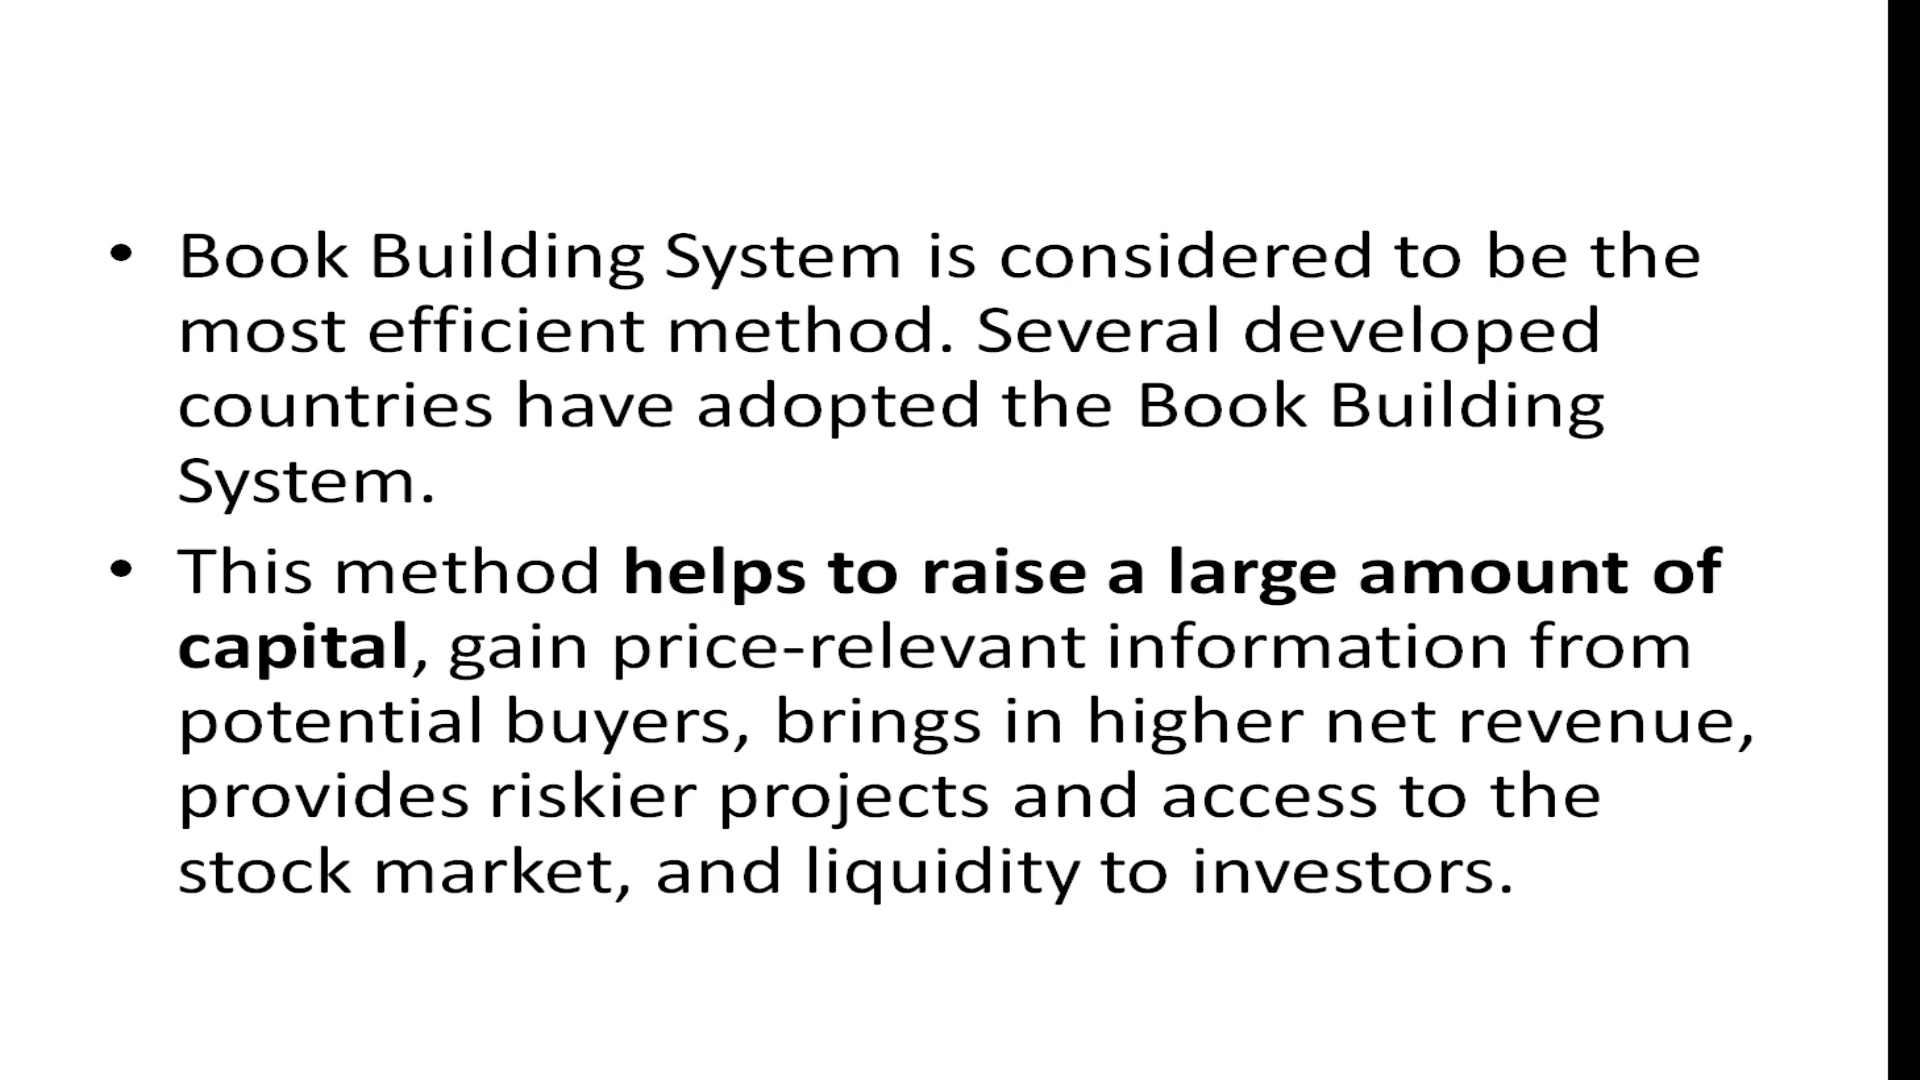 • Book Building System is considered to be the
most efficient method. Several developed
countries have adopted the Book Building
System.
• This method helps to raise a large amount of
capital, gain price-relevant information from
potential buyers, brings in higher net revenue,
provides riskier projects and access to the
stock market, and liquidity to investors.